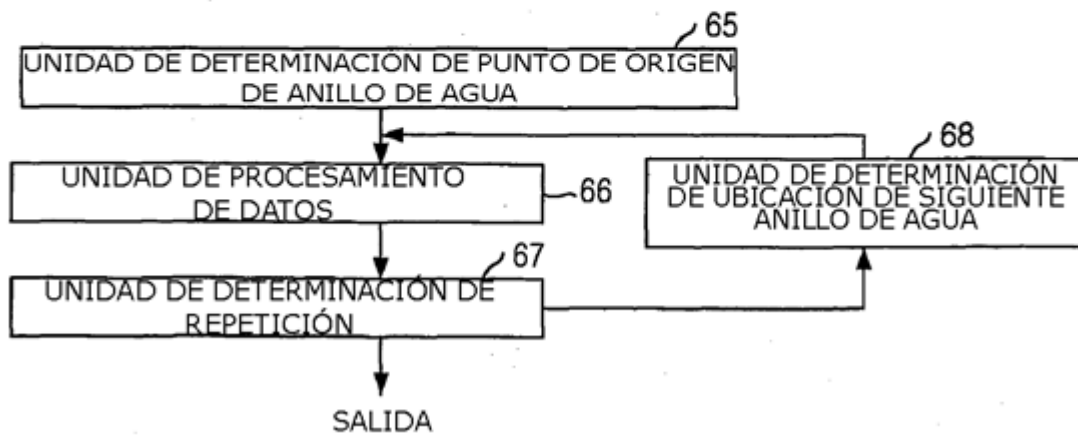 65
UNIDAD DE DETERMINACIÓN DE PUNTO DE ORIGEN
DE ANILLO DE AGUA
68
UNIDAD DE DETERMINACIÓN
DE UBICACIÓN DE SIGUIENTE
ANILLO DE AGUA
UNIDAD DE PROCESAMIENTO
DE DATOS
66
67
UNIDAD DE DETERMINACIÓN DE
REPETICIÓN
SALIDA